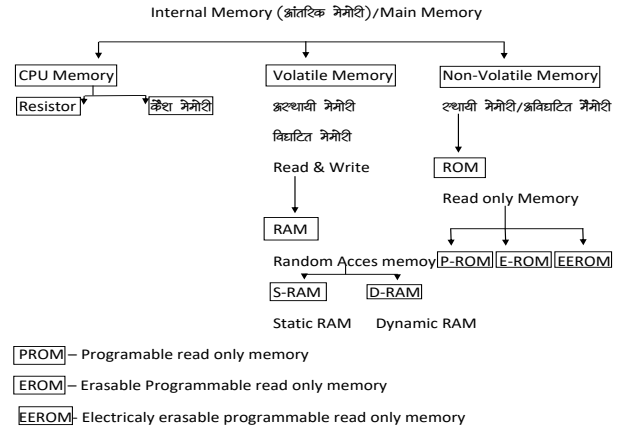 Internal Memory (आंतरिक मेमोरी)/Main Memory
CPU Memory Volatile Memory Non-Volatile Memory
Resistor कैश मेमोरी अस्थायी मेमोरी स्थायी मेमोरी/अविघटित मैमोरी
विघटित मेमोरी
Read & Write ROM
Read only Memory
RAM
Random Acces memoy P-ROM E-ROM EEROM
S-RAM D-RAM
Static RAM Dynamic RAM
PROM – Programable read only memory
EROM – Erasable Programmable read only memory
EEROM- Electricaly erasable programmable read only memory